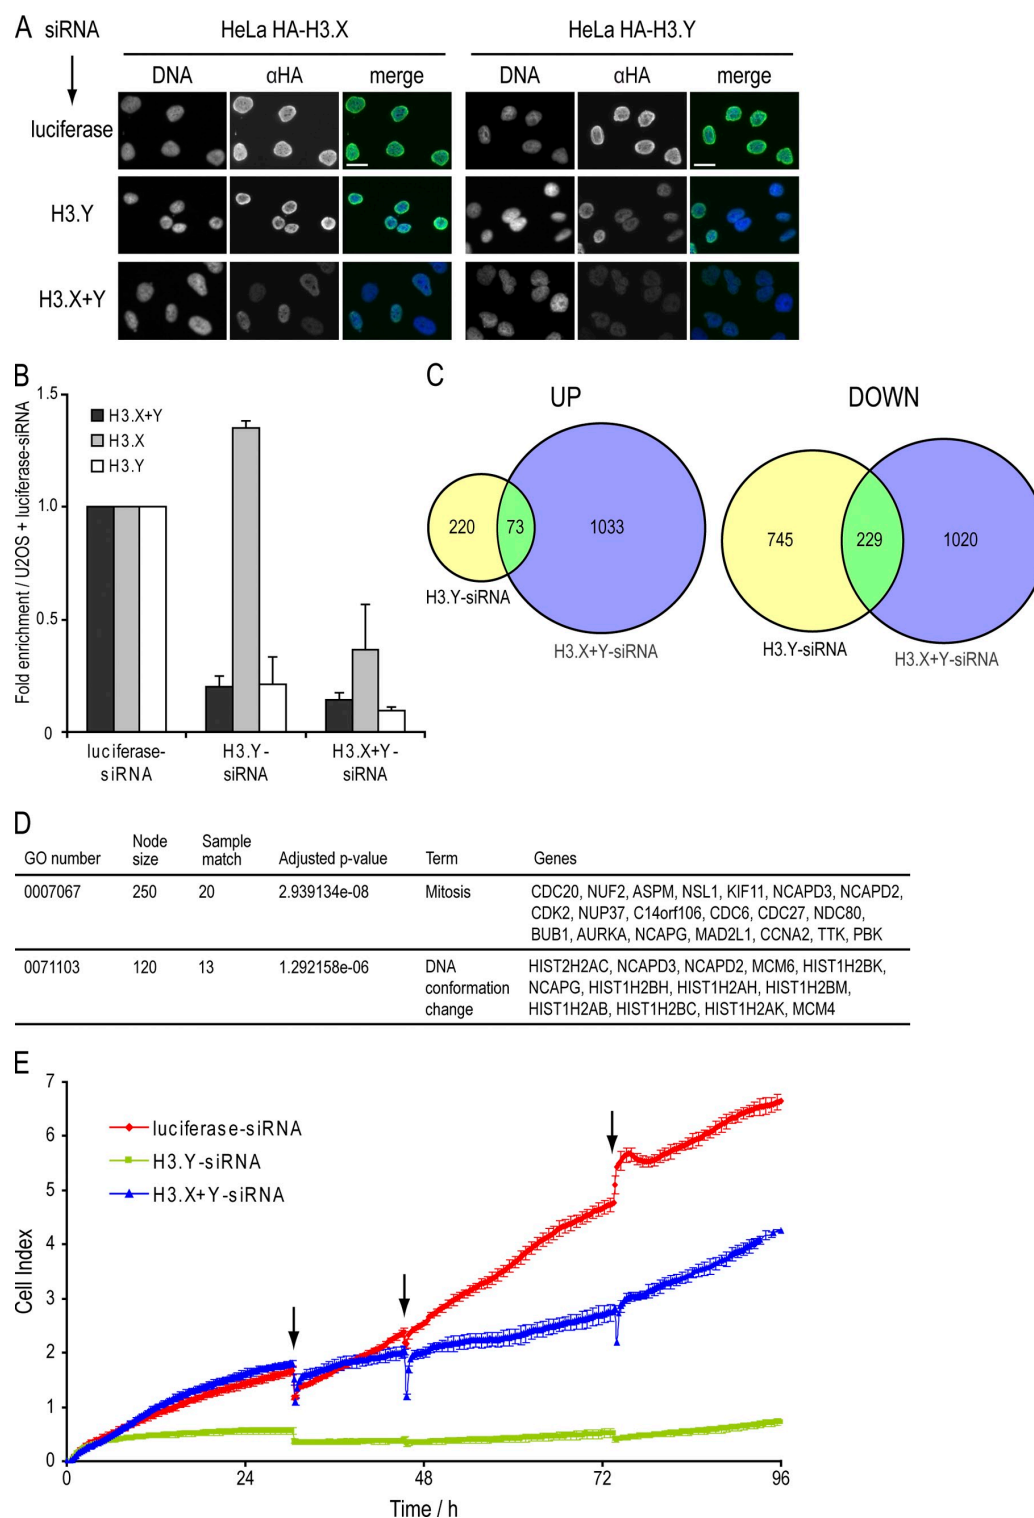 A siRNA HeLa HA-H3.X HeLa HA-H3.Y
DNA αHA merge DNA αHA merge
luciferase
H3.Y
H3.X+Y
B
Fold enrichment / U2OS + luciferase-siRNA
1.5
1.0
0.5
0
H3.X+Y
H3.X
H3.Y
luciferase-siRNA
H3.Y-siRNA
H3.X+Y-siRNA
C
UP DOWN
220 73 1033
H3.Y-siRNA
H3.X+Y-siRNA
745 229 1020
H3.Y-siRNA
H3.X+Y-siRNA
D
GO number Node size Sample match Adjusted p-value Term Genes
0007067 250 20 2.939134e-08 Mitosis CDC20, NUF2, ASPM, NSL1, KIF11, NCAPD3, NCAPD2,
CDK2, NUP37, C14orf106, CDC6, CDC27, NDC80,
BUB1, AURKA, NCAPG, MAD2L1, CCNA2, TTK, PBK
0071103 120 13 1.292158e-06 DNA HIST2H2AC, NCAPD3, NCAPD2, MCM6, HIST1H2BK,
conformation NCAPG, HIST1H2BH, HIST1H2AH, HIST1H2BM,
change HIST1H2AB, HIST1H2BC, HIST1H2AK, MCM4
E
Cell Index
7
6
5
4
3
2
1
0
luciferase-siRNA
H3.Y-siRNA
H3.X+Y-siRNA
0 24 48 72 96
Time / h